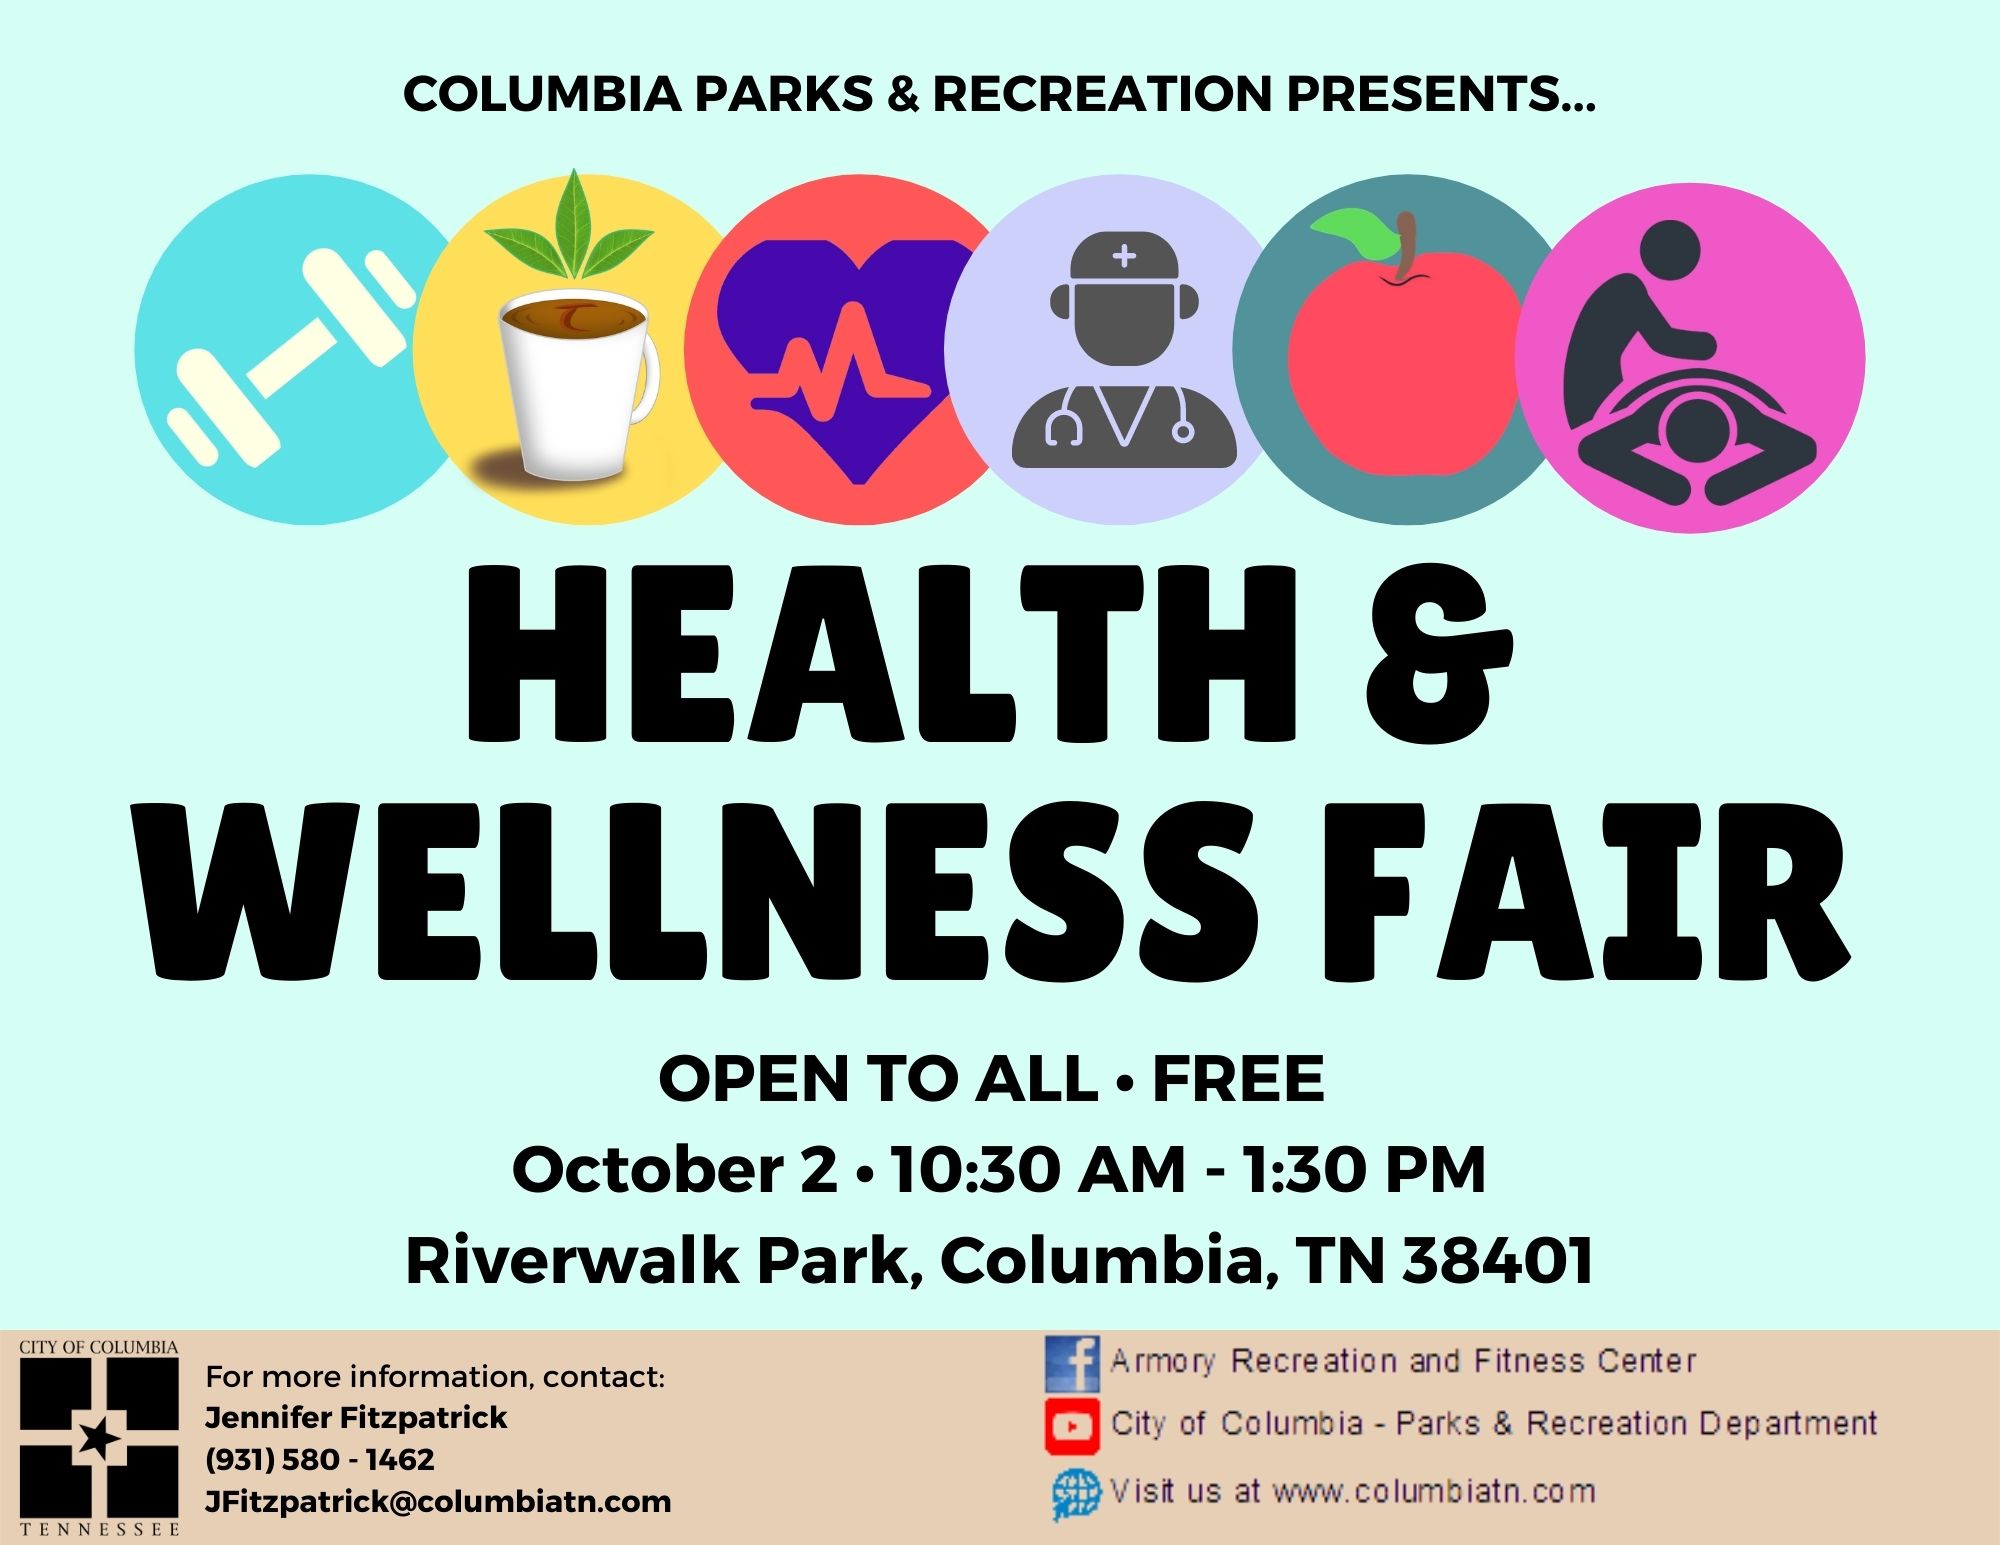 COLUMBIA PARKS & RECREATION PRESENTS...
HEALTH &
WELLNESS FAIR
OPEN TO ALL • FREE
October 2 • 10:30 AM - 1:30 PM
Riverwalk Park, Columbia, TN 38401
CITY OF COLUMBIA
TENNESSEE
For more information, contact:
Jennifer Fitzpatrick
(931) 580 - 1462
JFitzpatrick@columbiatn.com
Armory Recreation and Fitness Center
City of Columbia - Parks & Recreation Department
Visit us at www.columbiatn.com